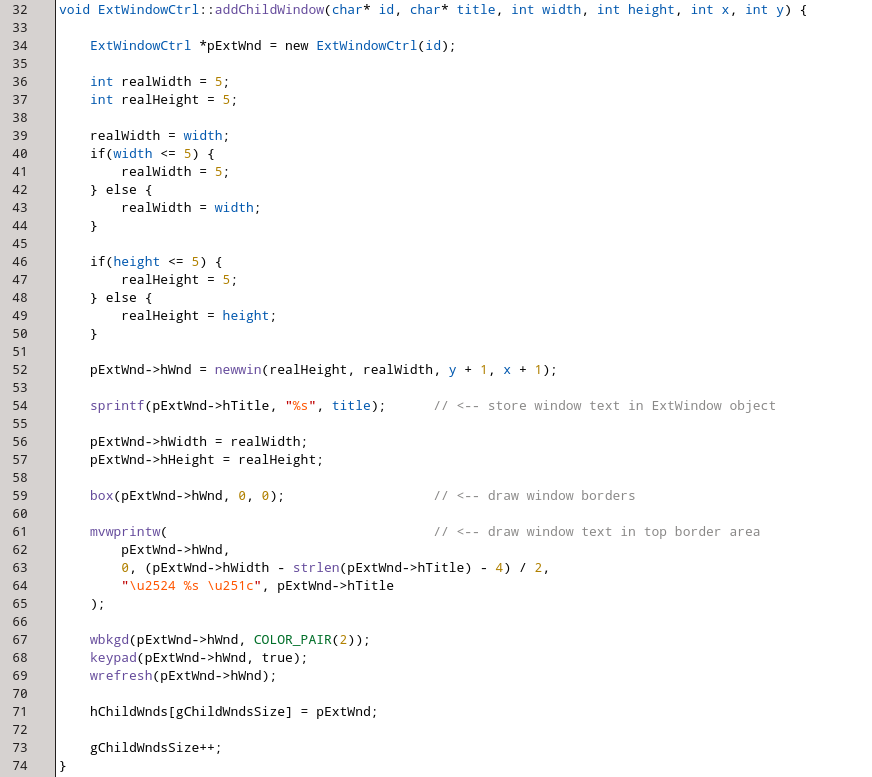 32 void ExtWindowCtrl::addChildWindow(char* id, char* title, int width, int height, int x, int y) {
33
34     ExtWindowCtrl *pExtWnd = new ExtWindowCtrl(id);
35
36     int realWidth = 5;
37     int realHeight = 5;
38
39     realWidth = width;
40     if(width <= 5) {
41         realWidth = 5;
42     } else {
43         realWidth = width;
44     }
45
46     if(height <= 5) {
47         realHeight = 5;
48     } else {
49         realHeight = height;
50     }
51
52     pExtWnd->hWnd = newwin(realHeight, realWidth, y + 1, x + 1);
53
54     sprintf(pExtWnd->hTitle, "%s", title);      // <-- store window text in ExtWindow object
55
56     pExtWnd->hWidth = realWidth;
57     pExtWnd->hHeight = realHeight;
58
59     box(pExtWnd->hWnd, 0, 0);                   // <-- draw window borders
60
61     mvwprintw(                                  // <-- draw window text in top border area
62         pExtWnd->hWnd,
63         0, (pExtWnd->hWidth - strlen(pExtWnd->hTitle) - 4) / 2,
64         "\u2524 %s \u251c", pExtWnd->hTitle
65     );
66
67     wbkgd(pExtWnd->hWnd, COLOR_PAIR(2));
68     keypad(pExtWnd->hWnd, true);
69     wrefresh(pExtWnd->hWnd);
70
71     hChildWnds[gChildWndsSize] = pExtWnd;
72
73     gChildWndsSize++;
74 }